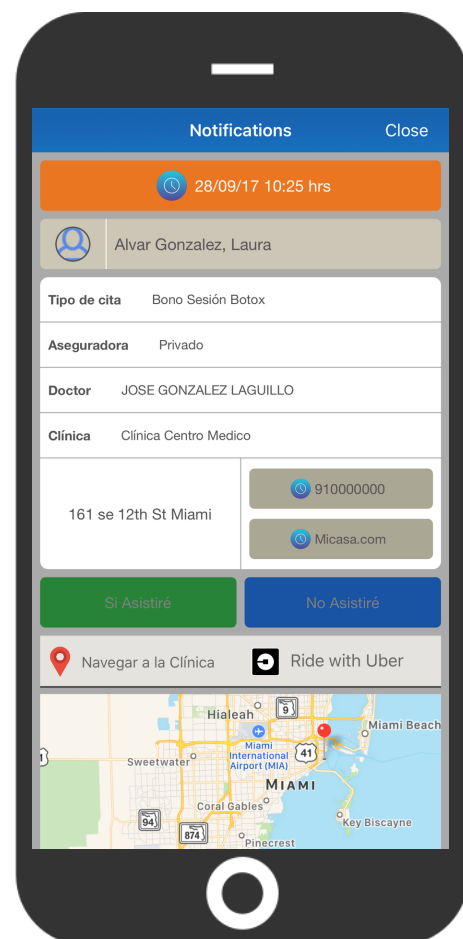 Notifications Close
28/09/17 10:25 hrs
Alvar Gonzalez, Laura
Tipo de cita Bono Sesión Botox
Aseguradora Privado
Doctor JOSE GONZALEZ LAGUILLO
Clínica Clínica Centro Medico
161 se 12th St Miami
910000000
Micasa.com
Si Asistiré No Asistiré
Navegar a la Clínica Ride with Uber
Hialeah 9
Miami Beach
Sweetwater
Miami
International
Airport (MIA)
41
MIAMI
Coral Gables
94
874
Key Biscayne
Pinecrest